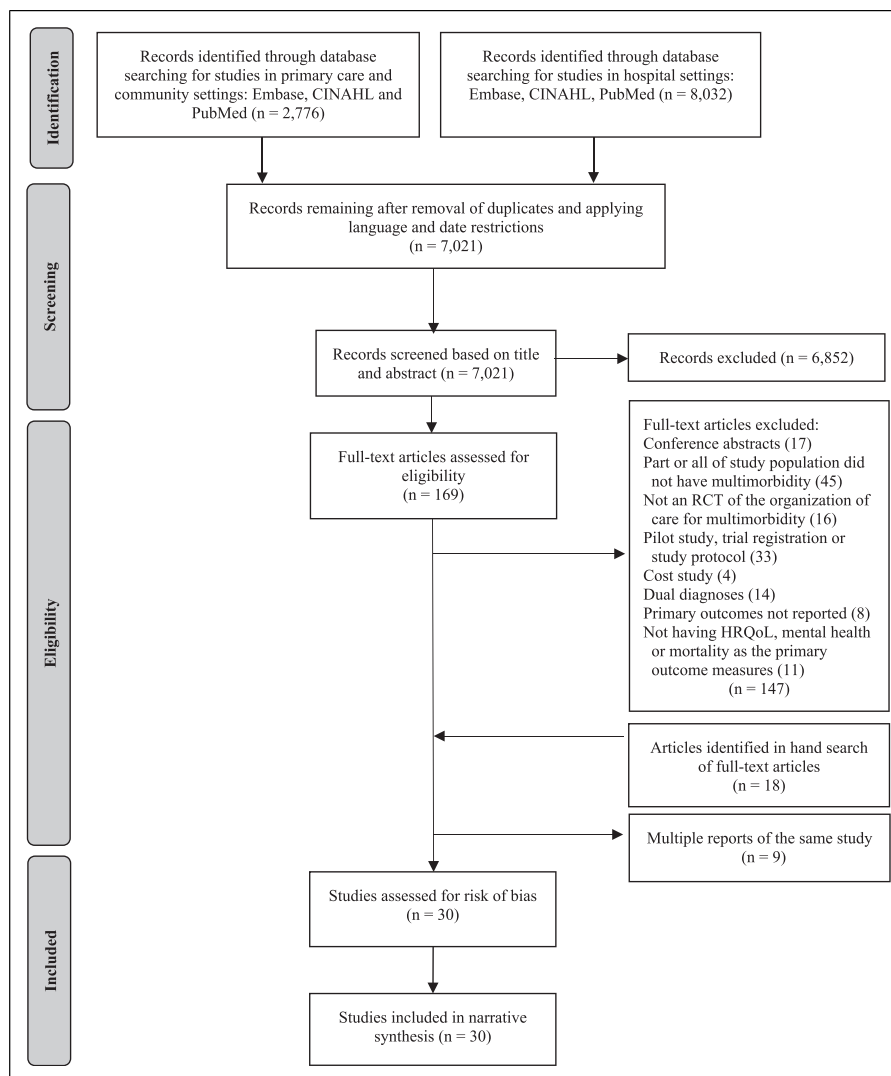 Identification
Records identified through database
searching for studies in primary care and
community settings: Embase, CINAHL and
PubMed (n = 2,776)
Records identified through database
searching for studies in hospital settings:
Embase, CINAHL, PubMed (n = 8,032)
Screening
Records remaining after removal of duplicates and applying
language and date restrictions
(n = 7,021)
Records screened based on title
and abstract (n = 7,021)
Records excluded (n = 6,852)
Eligibility
Full-text articles assessed for
eligibility
(n = 169)
Full-text articles excluded:
Conference abstracts (17)
Part or all of study population did
not have multimorbidity (45)
Not an RCT of the organization of
care for multimorbidity (16)
Pilot study, trial registration or
study protocol (33)
Cost study (4)
Dual diagnoses (14)
Primary outcomes not reported (8)
Not having HRQoL, mental health
or mortality as the primary
outcome measures (11)
(n = 147)
Articles identified in hand search
of full-text articles
(n = 18)
Multiple reports of the same study
(n = 9)
Included
Studies assessed for risk of bias
(n = 30)
Studies included in narrative
synthesis (n = 30)